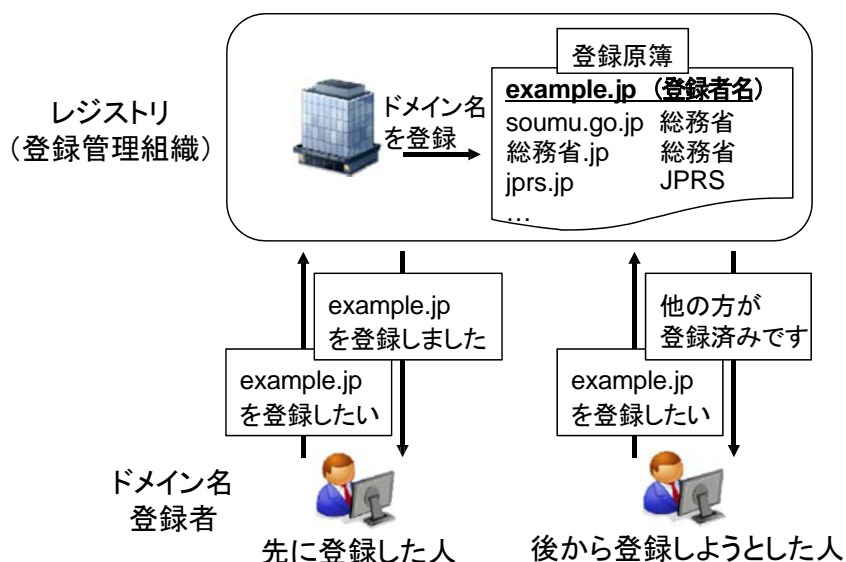 登録原簿
example.jp （登録者名）
soumu.go.jp 総務省
総務省.jp 総務省
jprs.jp JPRS
…
ドメイン名
を登録
レジストリ
（登録管理組織）
example.jp
を登録しました
他の方が
登録済みです
example.jp
を登録したい
example.jp
を登録したい
ドメイン名
登録者
先に登録した人
後から登録しようとした人